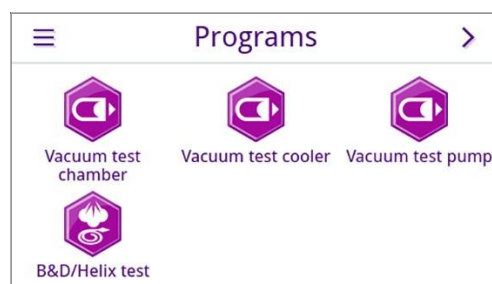 Programs
Vacuum test
chamber
Vacuum test cooler
Vacuum test pump
B&D/Helix test